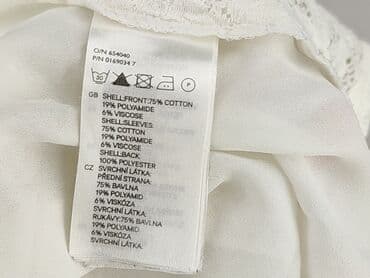 O/N 654040
P/N 0169034 7
30 P
GB SHELL:FRONT:75% COTTON
19% POLYAMIDE
6% VISCOSE
SHELL:SLEEVES:
75% COTTON
19% POLYAMIDE
6% VISCOSE
SHELL:BACK:
100% POLYESTER
CZ SVRCHNÍ LÁTKA:
PŘEDNÍ STRANA:
75% BAVLNA
19% POLYAMID
6% VISKÓZA
SVRCHNÍ LÁTKA:
RUKÁVY:75% BAVLNA
19% POLYAMID
6% VISKÓZA
SVRCHNÍ LÁTKA: